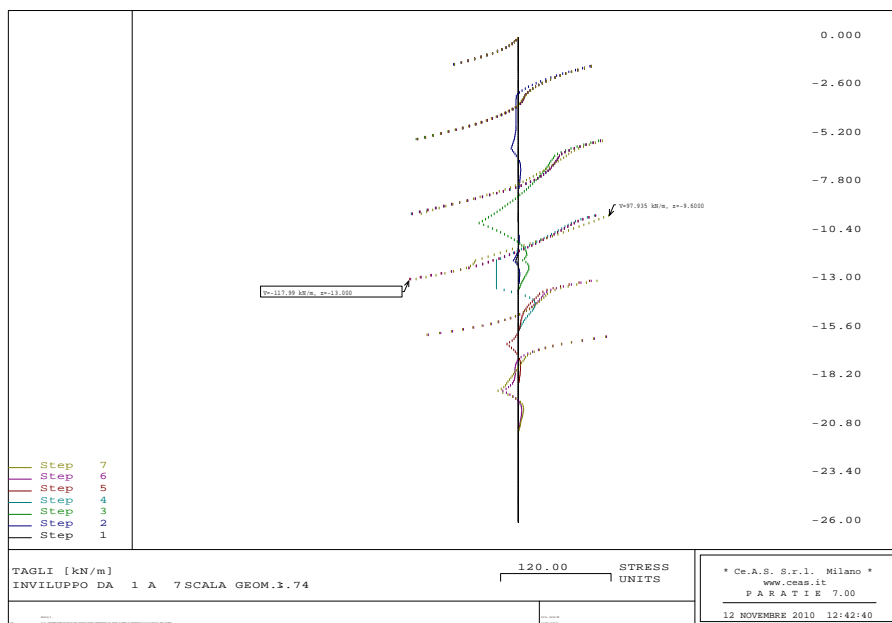 0.000
-2.600
-5.200
-7.800
V=97.935 kN/m, z=-9.6000
-10.40
-13.00
V=-117.99 kN/m, z=-13.000
-15.60
-18.20
-20.80
-23.40
-26.00
Step 7
Step 6
Step 5
Step 4
Step 3
Step 2
Step 1
TAGLI [kN/m]
INVILUPPO DA 1 A 7 SCALA GEOM.
120.00 STRESS
UNITS
* Ce.A.S. S.r.l. Milano *
www.ceas.it
P A R A T I E 7.00
12 NOVEMBRE 2010 12:42:40